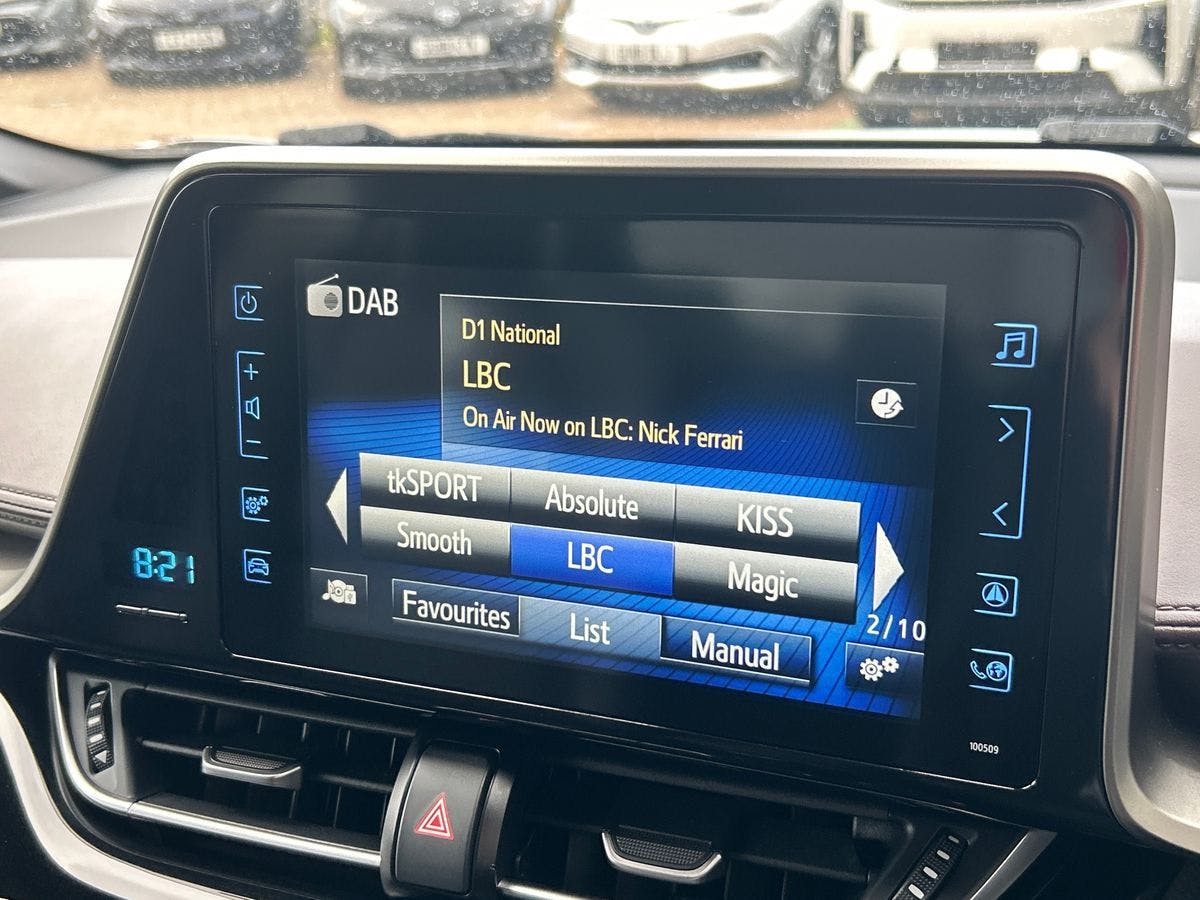 DAB
D1 National
LBC
On Air Now on LBC: Nick Ferrari
tkSPORT Absolute KISS
Smooth LBC Magic
Favourites List Manual
2/10
8:21
100509